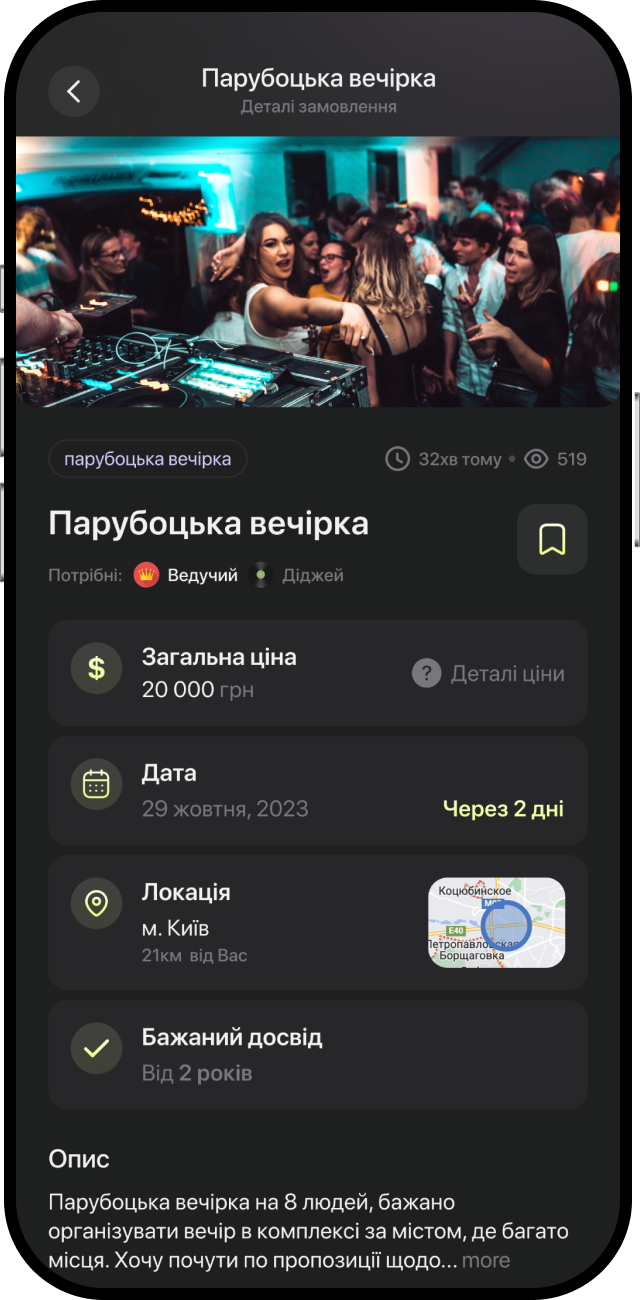 Парубоцька вечірка
Деталі замовлення
парубоцька вечірка
32хв тому • 519
Парубоцька вечірка
Потрібні: Ведучий Діджей
$ Загальна ціна
20 000 грн
? Деталі ціни
Дата
29 жовтня, 2023
Через 2 дні
Локація
м. Київ
21км від Вас
Коцюбинское
E40
Петропавловская
Борщаговка
Бажаний досвід
Від 2 років
Опис
Парубоцька вечірка на 8 людей, бажано
організувати вечір в комплексі за містом, де багато
місця. Хочу почути по пропозиції щодо... more